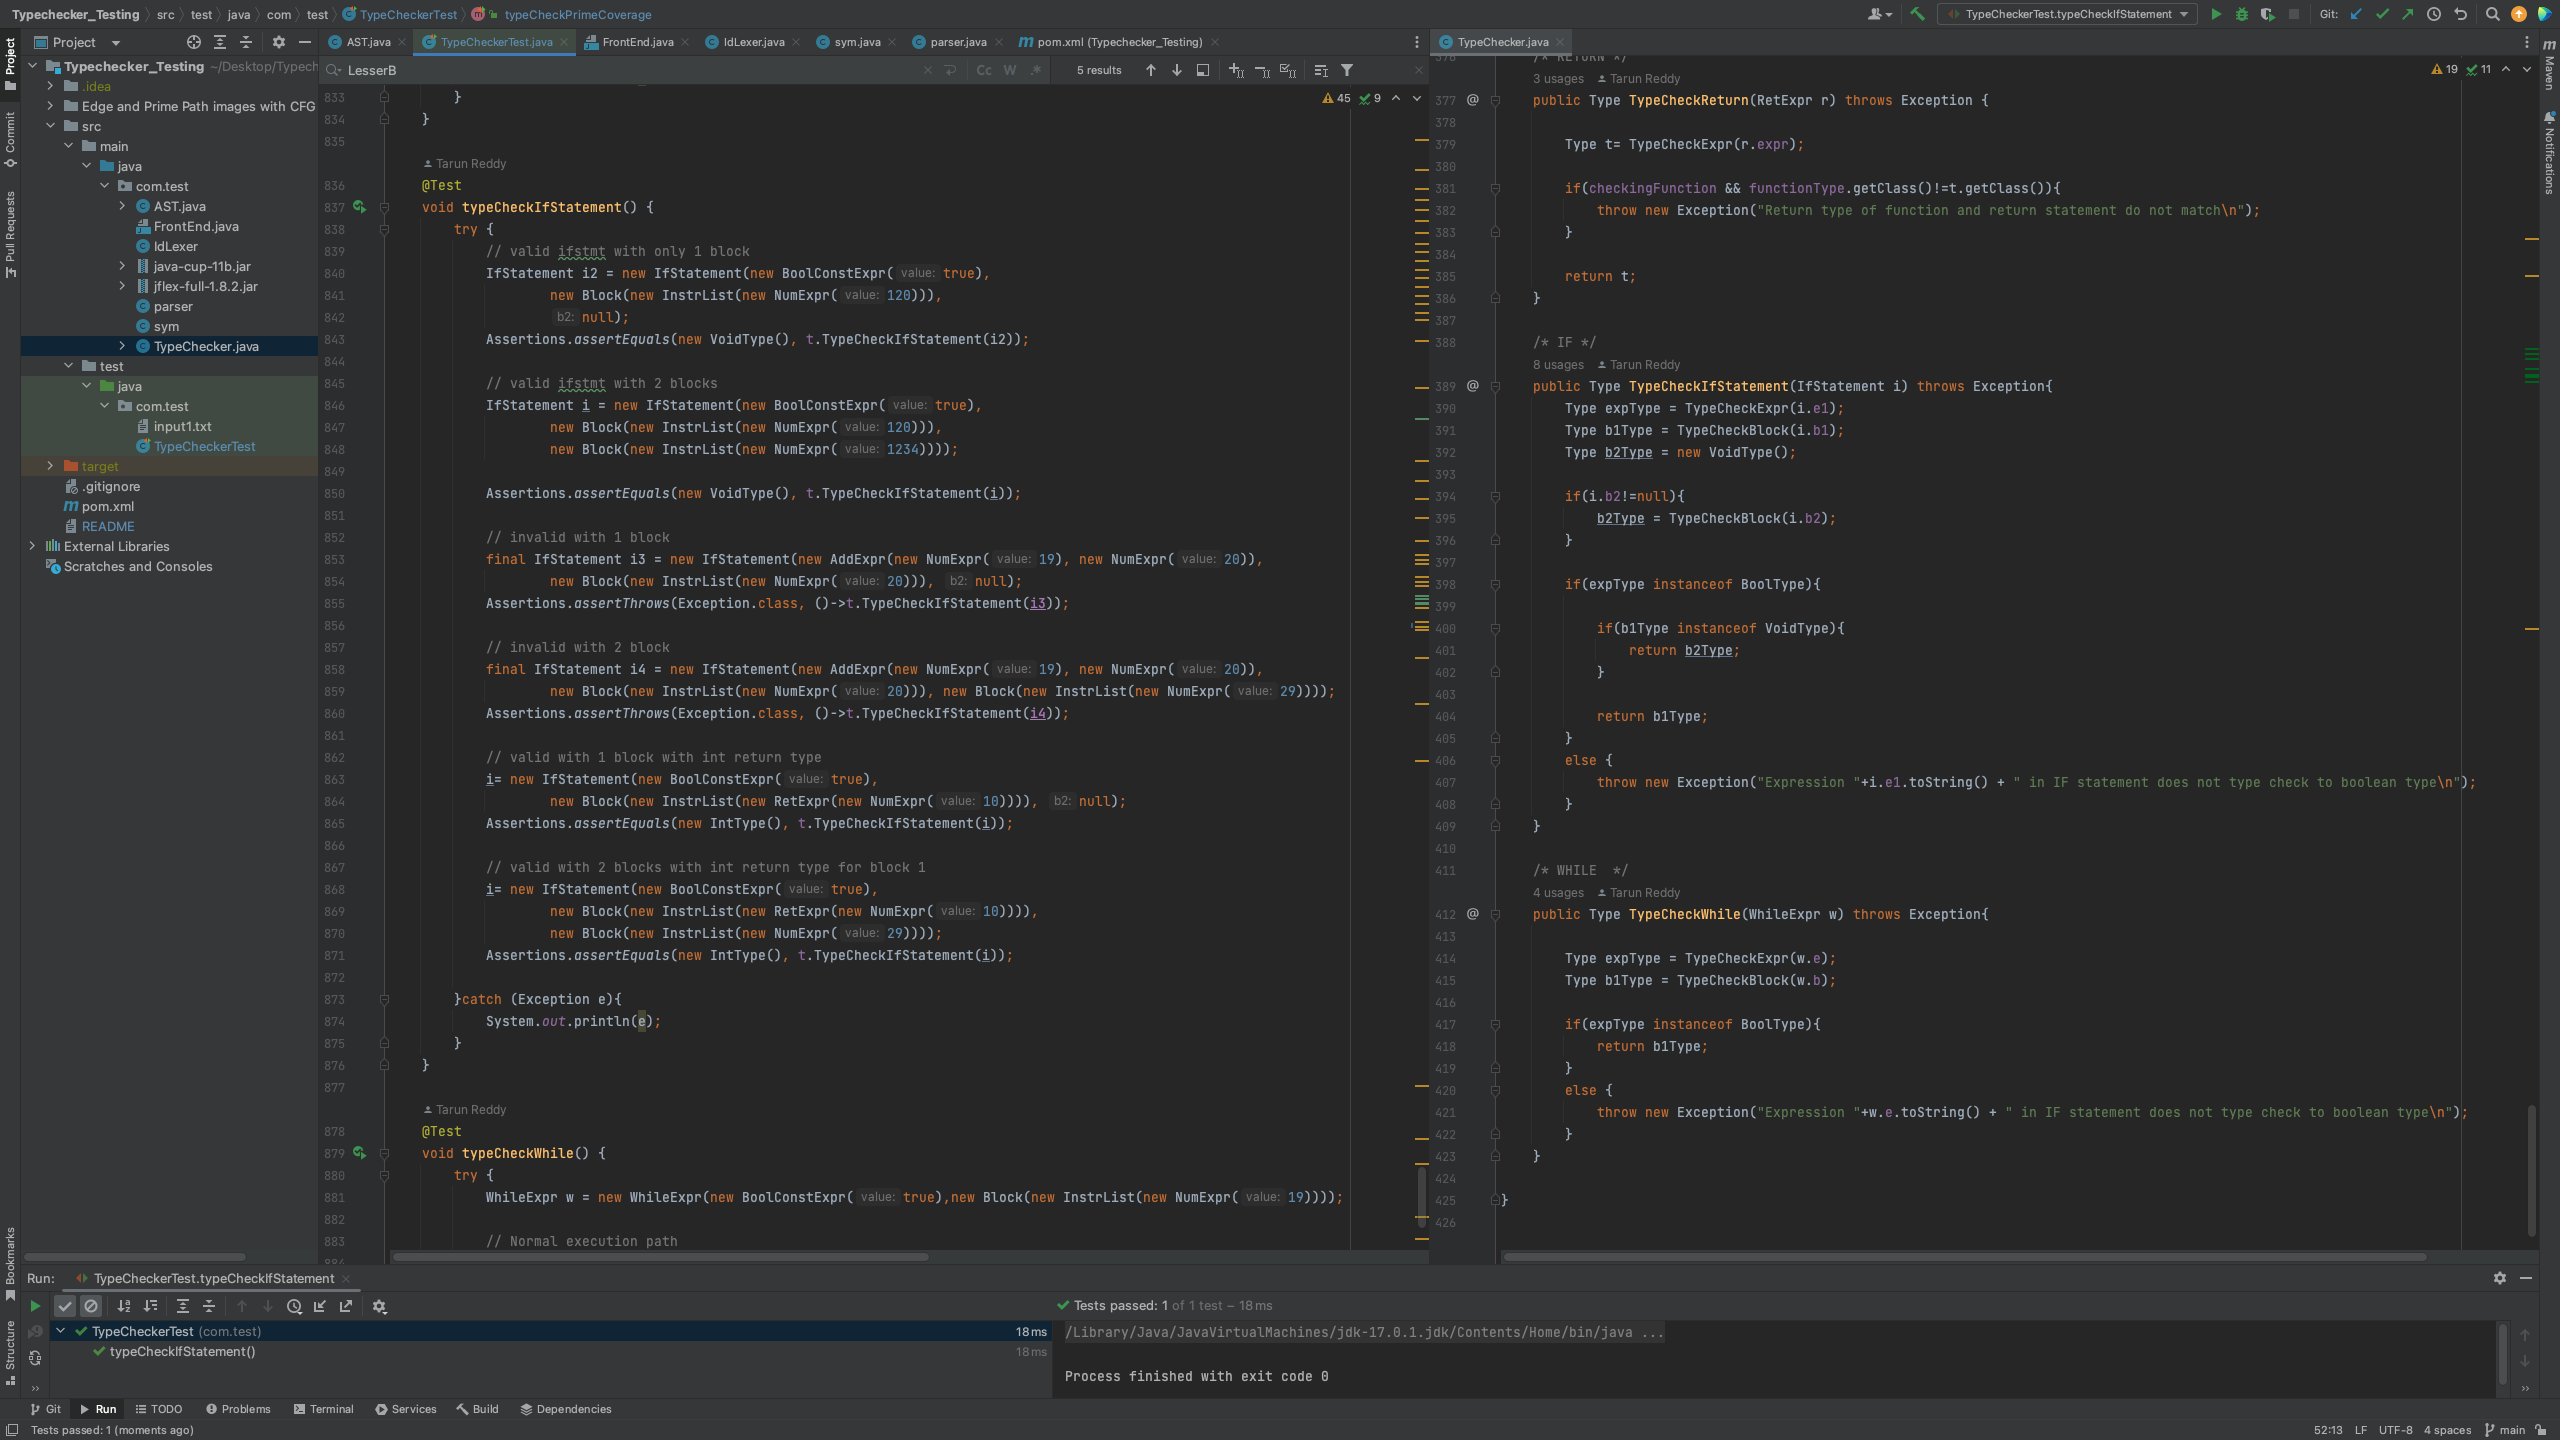 Typechecker_Testing › src › test › java › com › test › TypeCheckerTest › typeCheckPrimeCoverage
TypeCheckerTest.typeCheckIfStatement
Git:
Project
AST.java
TypeCheckerTest.java
FrontEnd.java
IdLexer.java
sym.java
parser.java
pom.xml (Typechecker_Testing)
TypeChecker.java
LesserB
Cc W .*
5 results
Project
Commit
Pull Requests
Bookmarks
Structure
Maven
Notifications
Typechecker_Testing ~/Desktop/Typech
.idea
Edge and Prime Path images with CFG
src
main
java
com.test
AST.java
FrontEnd.java
IdLexer
java-cup-11b.jar
jflex-full-1.8.2.jar
parser
sym
TypeChecker.java
test
java
com.test
input1.txt
TypeCheckerTest
target
.gitignore
pom.xml
README
External Libraries
Scratches and Consoles
45 9
833 }
834 }
835
Tarun Reddy
836 @Test
837 void typeCheckIfStatement() {
838 try {
839 // valid ifstmt with only 1 block
840 IfStatement i2 = new IfStatement(new BoolConstExpr( value: true),
841 new Block(new InstrList(new NumExpr( value: 120))),
842 b2: null);
843 Assertions.assertEquals(new VoidType(), t.TypeCheckIfStatement(i2));
844
845 // valid ifstmt with 2 blocks
846 IfStatement i = new IfStatement(new BoolConstExpr( value: true),
847 new Block(new InstrList(new NumExpr( value: 120))),
848 new Block(new InstrList(new NumExpr( value: 1234))));
849
850 Assertions.assertEquals(new VoidType(), t.TypeCheckIfStatement(i));
851
852 // invalid with 1 block
853 final IfStatement i3 = new IfStatement(new AddExpr(new NumExpr( value: 19), new NumExpr( value: 20)),
854 new Block(new InstrList(new NumExpr( value: 20))), b2: null);
855 Assertions.assertThrows(Exception.class, ()->t.TypeCheckIfStatement(i3));
856
857 // invalid with 2 block
858 final IfStatement i4 = new IfStatement(new AddExpr(new NumExpr( value: 19), new NumExpr( value: 20)),
859 new Block(new InstrList(new NumExpr( value: 20))), new Block(new InstrList(new NumExpr( value: 29))));
860 Assertions.assertThrows(Exception.class, ()->t.TypeCheckIfStatement(i4));
861
862 // valid with 1 block with int return type
863 i= new IfStatement(new BoolConstExpr( value: true),
864 new Block(new InstrList(new RetExpr(new NumExpr( value: 10)))), b2: null);
865 Assertions.assertEquals(new IntType(), t.TypeCheckIfStatement(i));
866
867 // valid with 2 blocks with int return type for block 1
868 i= new IfStatement(new BoolConstExpr( value: true),
869 new Block(new InstrList(new RetExpr(new NumExpr( value: 10)))),
870 new Block(new InstrList(new NumExpr( value: 29))));
871 Assertions.assertEquals(new IntType(), t.TypeCheckIfStatement(i));
872
873 }catch (Exception e){
874 System.out.println(e);
875 }
876 }
877
Tarun Reddy
878 @Test
879 void typeCheckWhile() {
880 try {
881 WhileExpr w = new WhileExpr(new BoolConstExpr( value: true),new Block(new InstrList(new NumExpr( value: 19))));
882
883 // Normal execution path
884
19 11
376 /* RETURN */
3 usages Tarun Reddy
377 @ public Type TypeCheckReturn(RetExpr r) throws Exception {
378
379 Type t= TypeCheckExpr(r.expr);
380
381 if(checkingFunction && functionType.getClass()!=t.getClass()){
382 throw new Exception("Return type of function and return statement do not match\n");
383 }
384
385 return t;
386 }
387
388 /* IF */
8 usages Tarun Reddy
389 @ public Type TypeCheckIfStatement(IfStatement i) throws Exception{
390 Type expType = TypeCheckExpr(i.e1);
391 Type b1Type = TypeCheckBlock(i.b1);
392 Type b2Type = new VoidType();
393
394 if(i.b2!=null){
395 b2Type = TypeCheckBlock(i.b2);
396 }
397
398 if(expType instanceof BoolType){
399
400 if(b1Type instanceof VoidType){
401 return b2Type;
402 }
403
404 return b1Type;
405 }
406 else {
407 throw new Exception("Expression "+i.e1.toString() + " in IF statement does not type check to boolean type\n");
408 }
409 }
410
411 /* WHILE */
4 usages Tarun Reddy
412 @ public Type TypeCheckWhile(WhileExpr w) throws Exception{
413
414 Type expType = TypeCheckExpr(w.e);
415 Type b1Type = TypeCheckBlock(w.b);
416
417 if(expType instanceof BoolType){
418 return b1Type;
419 }
420 else {
421 throw new Exception("Expression "+w.e.toString() + " in IF statement does not type check to boolean type\n");
422 }
423 }
424
425 }
426
Run: TypeCheckerTest.typeCheckIfStatement
Tests passed: 1 of 1 test – 18 ms
TypeCheckerTest (com.test) 18 ms
typeCheckIfStatement() 18 ms
/Library/Java/JavaVirtualMachines/jdk-17.0.1.jdk/Contents/Home/bin/java ...
Process finished with exit code 0
Git
Run
TODO
Problems
Terminal
Services
Build
Dependencies
Tests passed: 1 (moments ago)
52:13 LF UTF-8 4 spaces main